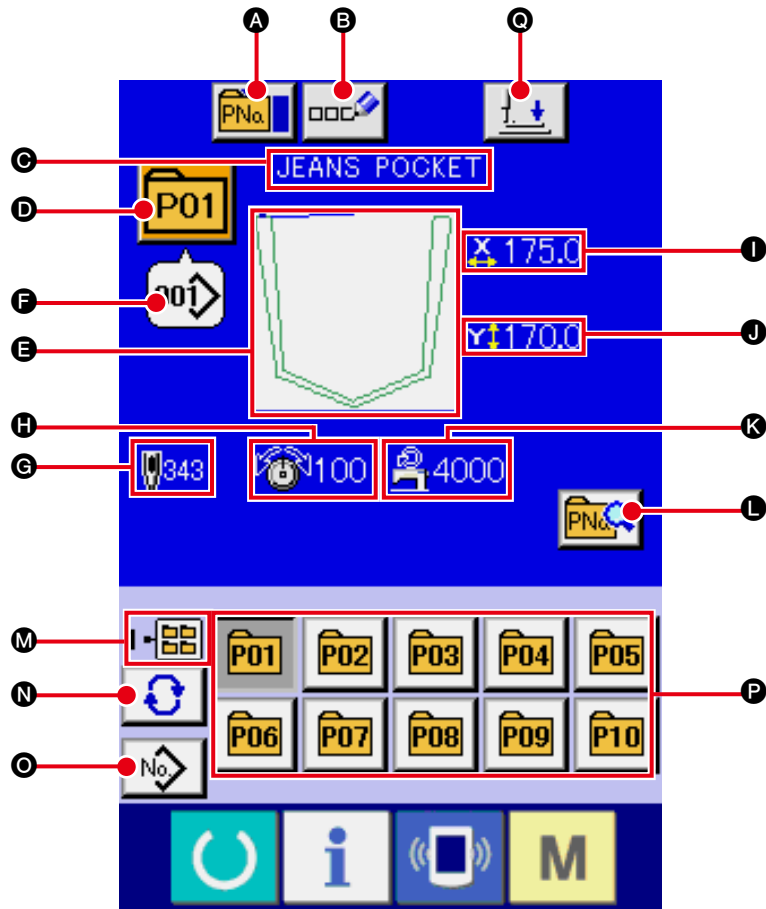 A B Q
PNo.
C JEANS POCKET
D P01
I X 175.0
F 001
E
J Y 170.0
H K
G 343 100 4000
L PNo.
M I -
P01 P02 P03 P04 P05
N
P
P06 P07 P08 P09 P10
O No.
i M